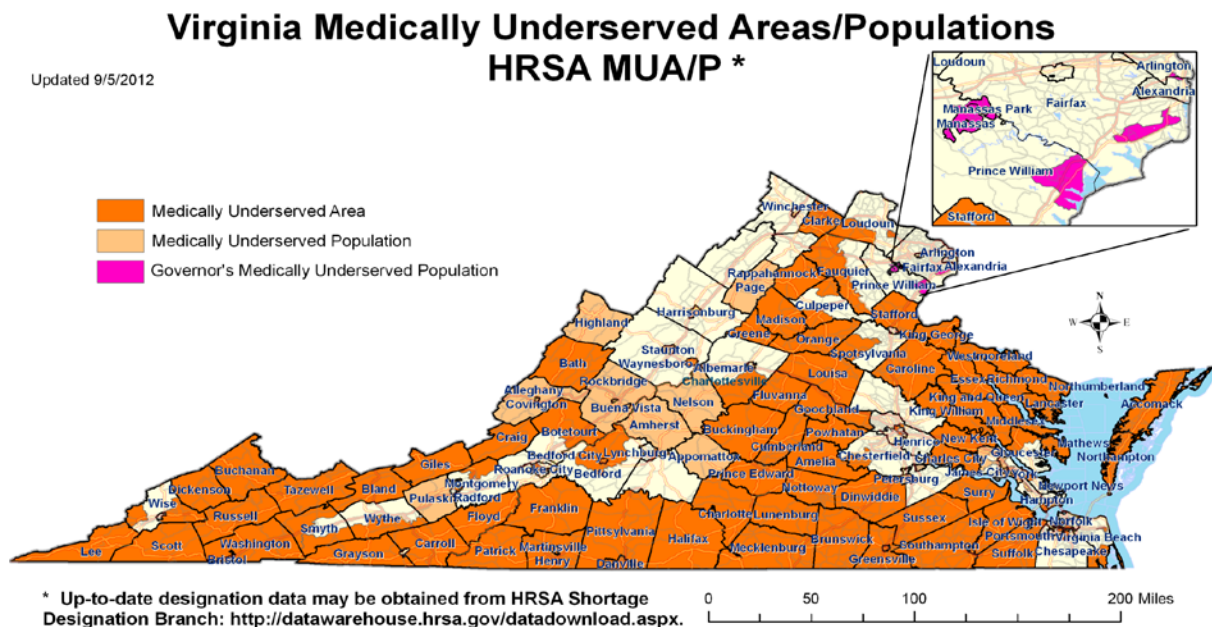 Virginia Medically Underserved Areas/Populations
HRSA MUA/P *
Updated 9/5/2012
Loudoun
Arlington
Alexandria
Fairfax
Manassas Park
Manassas
Prince William
Stafford
Medically Underserved Area
Medically Underserved Population
Governor's Medically Underserved Population
Winchester
Clarke
Loudoun
Arlington
Fairfax
Alexandria
Rappahannock
Fauquier
Page
Prince William
Culpeper
Harrisonburg
Stafford
Highland
Madison
Greene
King George
Orange
Staunton
Spotsylvania
Westmoreland
Bath
Waynesboro
Albemarle
Louisa
Caroline
Essex
Richmond
Northumberland
Charlottesville
Rockbridge
Alleghany
Fluvanna
King and Queen
Lancaster
Accomack
Covington
Buena Vista
Nelson
Goochland
King William
Middlesex
Amherst
Buckingham
Powhatan
Henrico
New Kent
Mathews
Craig
Botetourt
Cumberland
Gloucester
Northampton
Bedford City
Lynchburg
Appomattox
Amelia
Chesterfield
Charles City
Giles
Roanoke City
Bedford
Prince Edward
James City
York
Buchanan
Montgomery
Nottoway
Petersburg
Newport News
Dickenson
Tazewell
Bland
Pulaski
Radford
Dinwiddie
Surry
Hampton
Wise
Russell
Wythe
Floyd
Franklin
Charlotte
Lunenburg
Sussex
Isle of Wight
Norfolk
Smyth
Pittsylvania
Halifax
Brunswick
Southampton
Portsmouth
Virginia Beach
Lee
Scott
Washington
Grayson
Carroll
Patrick
Martinsville
Henry
Mecklenburg
Greensville
Suffolk
Chesapeake
Bristol
Danville
N
W
E
S
* Up-to-date designation data may be obtained from HRSA Shortage
Designation Branch: http://datawarehouse.hrsa.gov/datadownload.aspx.
0 50 100 200 Miles